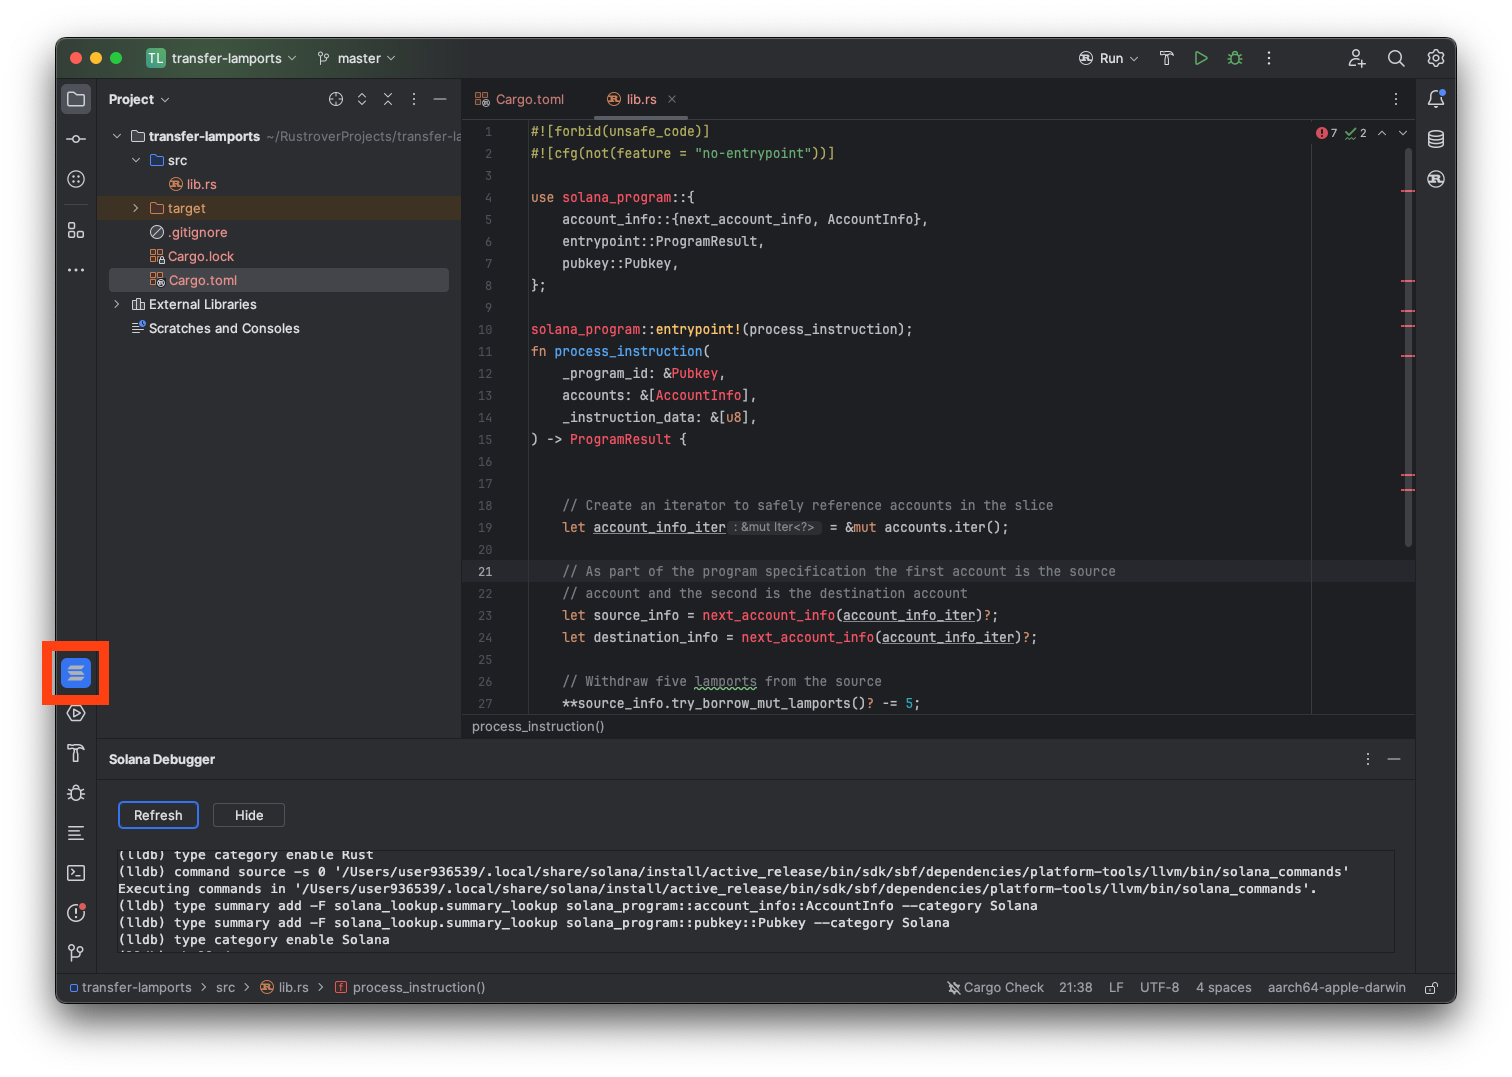 TL transfer-lamports
master
Run
Project
Cargo.toml
lib.rs
transfer-lamports ~/RustroverProjects/transfer-la
src
lib.rs
target
.gitignore
Cargo.lock
Cargo.toml
External Libraries
Scratches and Consoles
7 2
1 #![forbid(unsafe_code)]
2 #![cfg(not(feature = "no-entrypoint"))]
3
4 use solana_program::{
5 account_info::{next_account_info, AccountInfo},
6 entrypoint::ProgramResult,
7 pubkey::Pubkey,
8 };
9
10 solana_program::entrypoint!(process_instruction);
11 fn process_instruction(
12 _program_id: &Pubkey,
13 accounts: &[AccountInfo],
14 _instruction_data: &[u8],
15 ) -> ProgramResult {
16
17
18 // Create an iterator to safely reference accounts in the slice
19 let account_info_iter : &mut Iter<?> = &mut accounts.iter();
20
21 // As part of the program specification the first account is the source
22 // account and the second is the destination account
23 let source_info = next_account_info(account_info_iter)?;
24 let destination_info = next_account_info(account_info_iter)?;
25
26 // Withdraw five lamports from the source
27 **source_info.try_borrow_mut_lamports()? -= 5;
process_instruction()
Solana Debugger
Refresh
Hide
(lldb) type category enable Rust
(lldb) command source -s 0 '/Users/user936539/.local/share/solana/install/active_release/bin/sdk/sbf/dependencies/platform-tools/llvm/bin/solana_commands'
Executing commands in '/Users/user936539/.local/share/solana/install/active_release/bin/sdk/sbf/dependencies/platform-tools/llvm/bin/solana_commands'.
(lldb) type summary add -F solana_lookup.summary_lookup solana_program::account_info::AccountInfo --category Solana
(lldb) type summary add -F solana_lookup.summary_lookup solana_program::pubkey::Pubkey --category Solana
(lldb) type category enable Solana
transfer-lamports > src > lib.rs > f process_instruction()
Cargo Check 21:38 LF UTF-8 4 spaces aarch64-apple-darwin